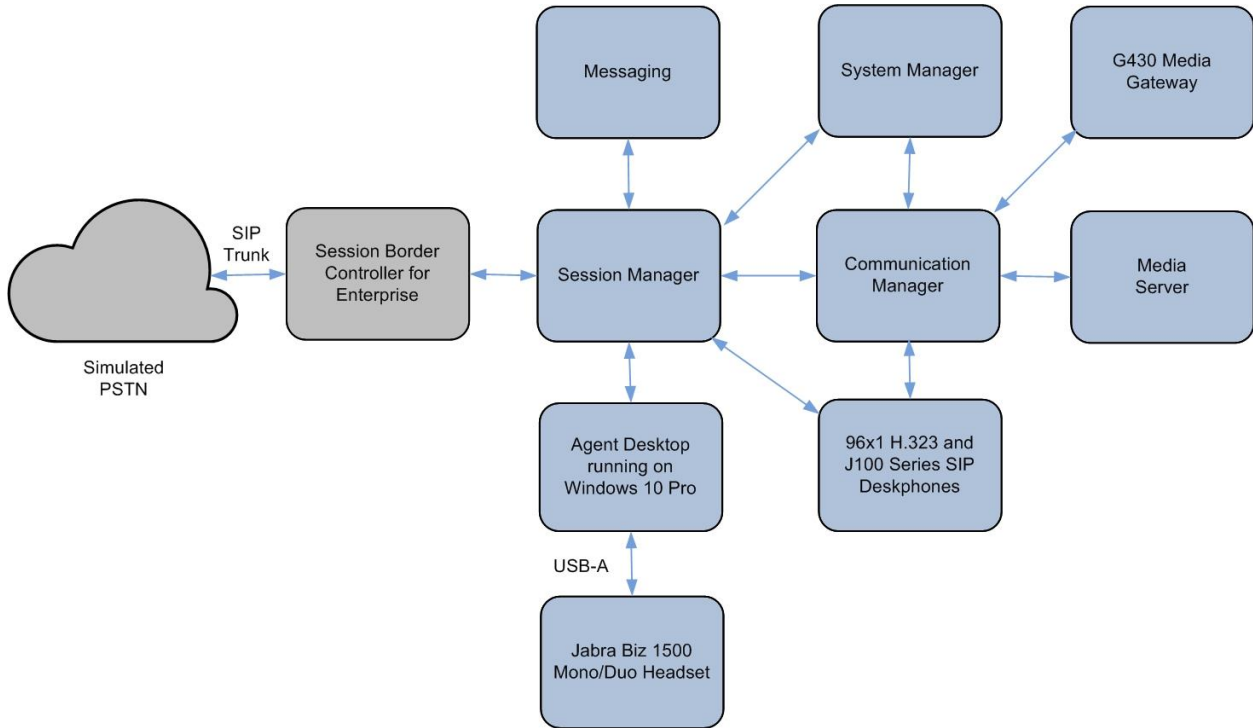 Messaging
System Manager
G430 Media
Gateway
SIP
Trunk
Session Border
Controller for
Enterprise
Session Manager
Communication
Manager
Media
Server
Simulated
PSTN
Agent Desktop
running on
Windows 10 Pro
96x1 H.323 and
J100 Series SIP
Deskphones
USB-A
Jabra Biz 1500
Mono/Duo Headset